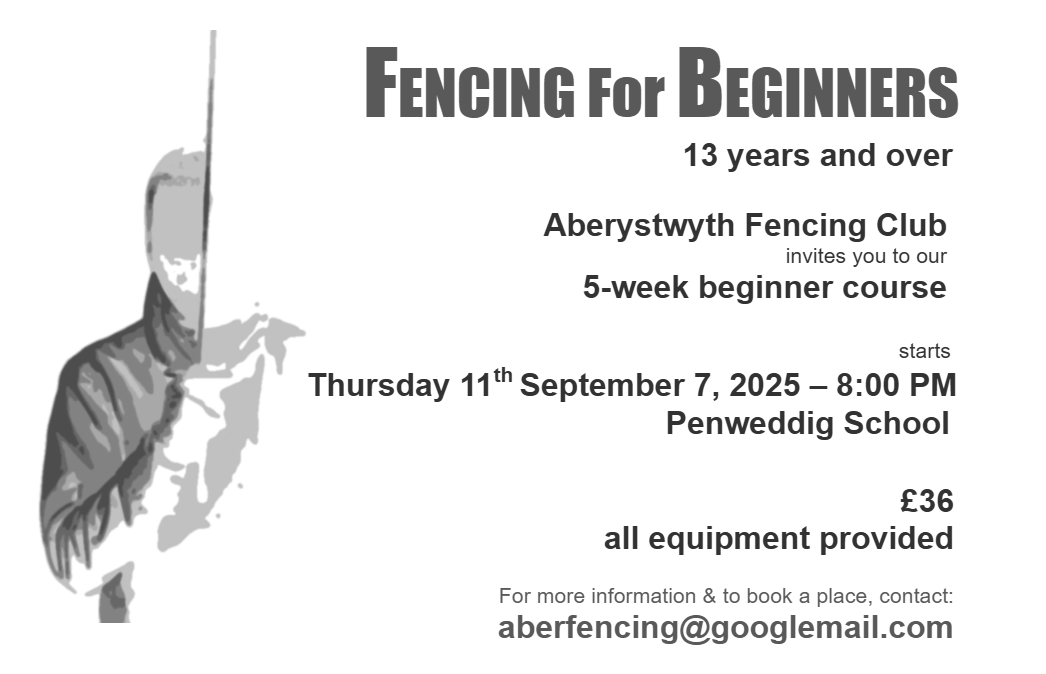 FENCING For BEGINNERS
13 years and over
Aberystwyth Fencing Club
invites you to our
5-week beginner course
starts
Thursday 11th September 7, 2025 – 8:00 PM
Penweddig School
£36
all equipment provided
For more information & to book a place, contact:
aberfencing@googlemail.com